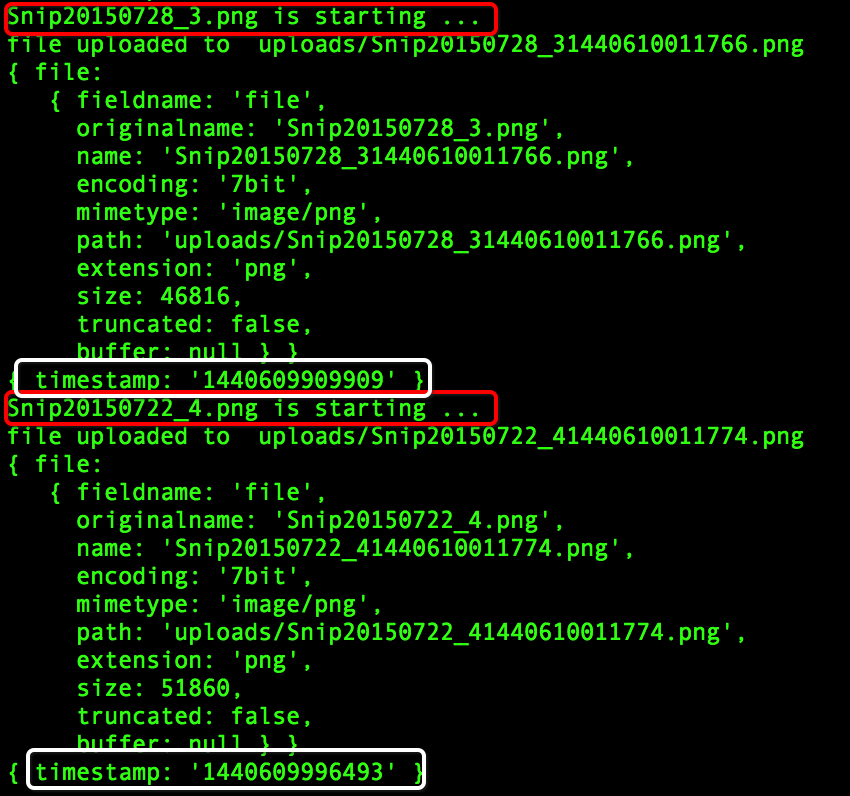 Snip20150728_3.png is starting ...
file uploaded to  uploads/Snip20150728_31440610011766.png
{ file:
   { fieldname: 'file',
     originalname: 'Snip20150728_3.png',
     name: 'Snip20150728_31440610011766.png',
     encoding: '7bit',
     mimetype: 'image/png',
     path: 'uploads/Snip20150728_31440610011766.png',
     extension: 'png',
     size: 46816,
     truncated: false,
     buffer: null } }
{ timestamp: '1440609909909' }
Snip20150722_4.png is starting ...
file uploaded to  uploads/Snip20150722_41440610011774.png
{ file:
   { fieldname: 'file',
     originalname: 'Snip20150722_4.png',
     name: 'Snip20150722_41440610011774.png',
     encoding: '7bit',
     mimetype: 'image/png',
     path: 'uploads/Snip20150722_41440610011774.png',
     extension: 'png',
     size: 51860,
     truncated: false,
     buffer: null } }
{ timestamp: '1440609996493' }